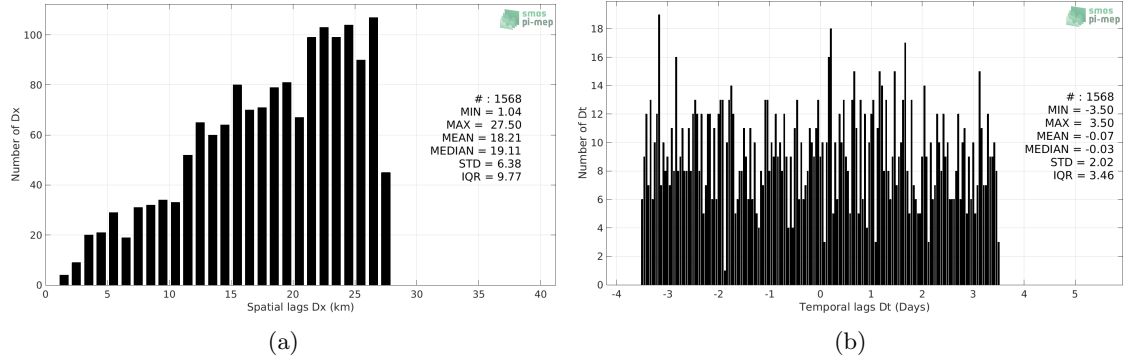 smos
pi-mep
100
80
60
40
20
0
Number of Dx
# : 1568
MIN = 1.04
MAX = 27.50
MEAN = 18.21
MEDIAN = 19.11
STD = 6.38
IQR = 9.77
0 5 10 15 20 25 30 35 40
Spatial lags Dx (km)
(a)
smos
pi-mep
18
16
14
12
10
8
6
4
2
0
Number of Dt
# : 1568
MIN = -3.50
MAX = 3.50
MEAN = -0.07
MEDIAN = -0.03
STD = 2.02
IQR = 3.46
-4 -3 -2 -1 0 1 2 3 4 5
Temporal lags Dt (Days)
(b)